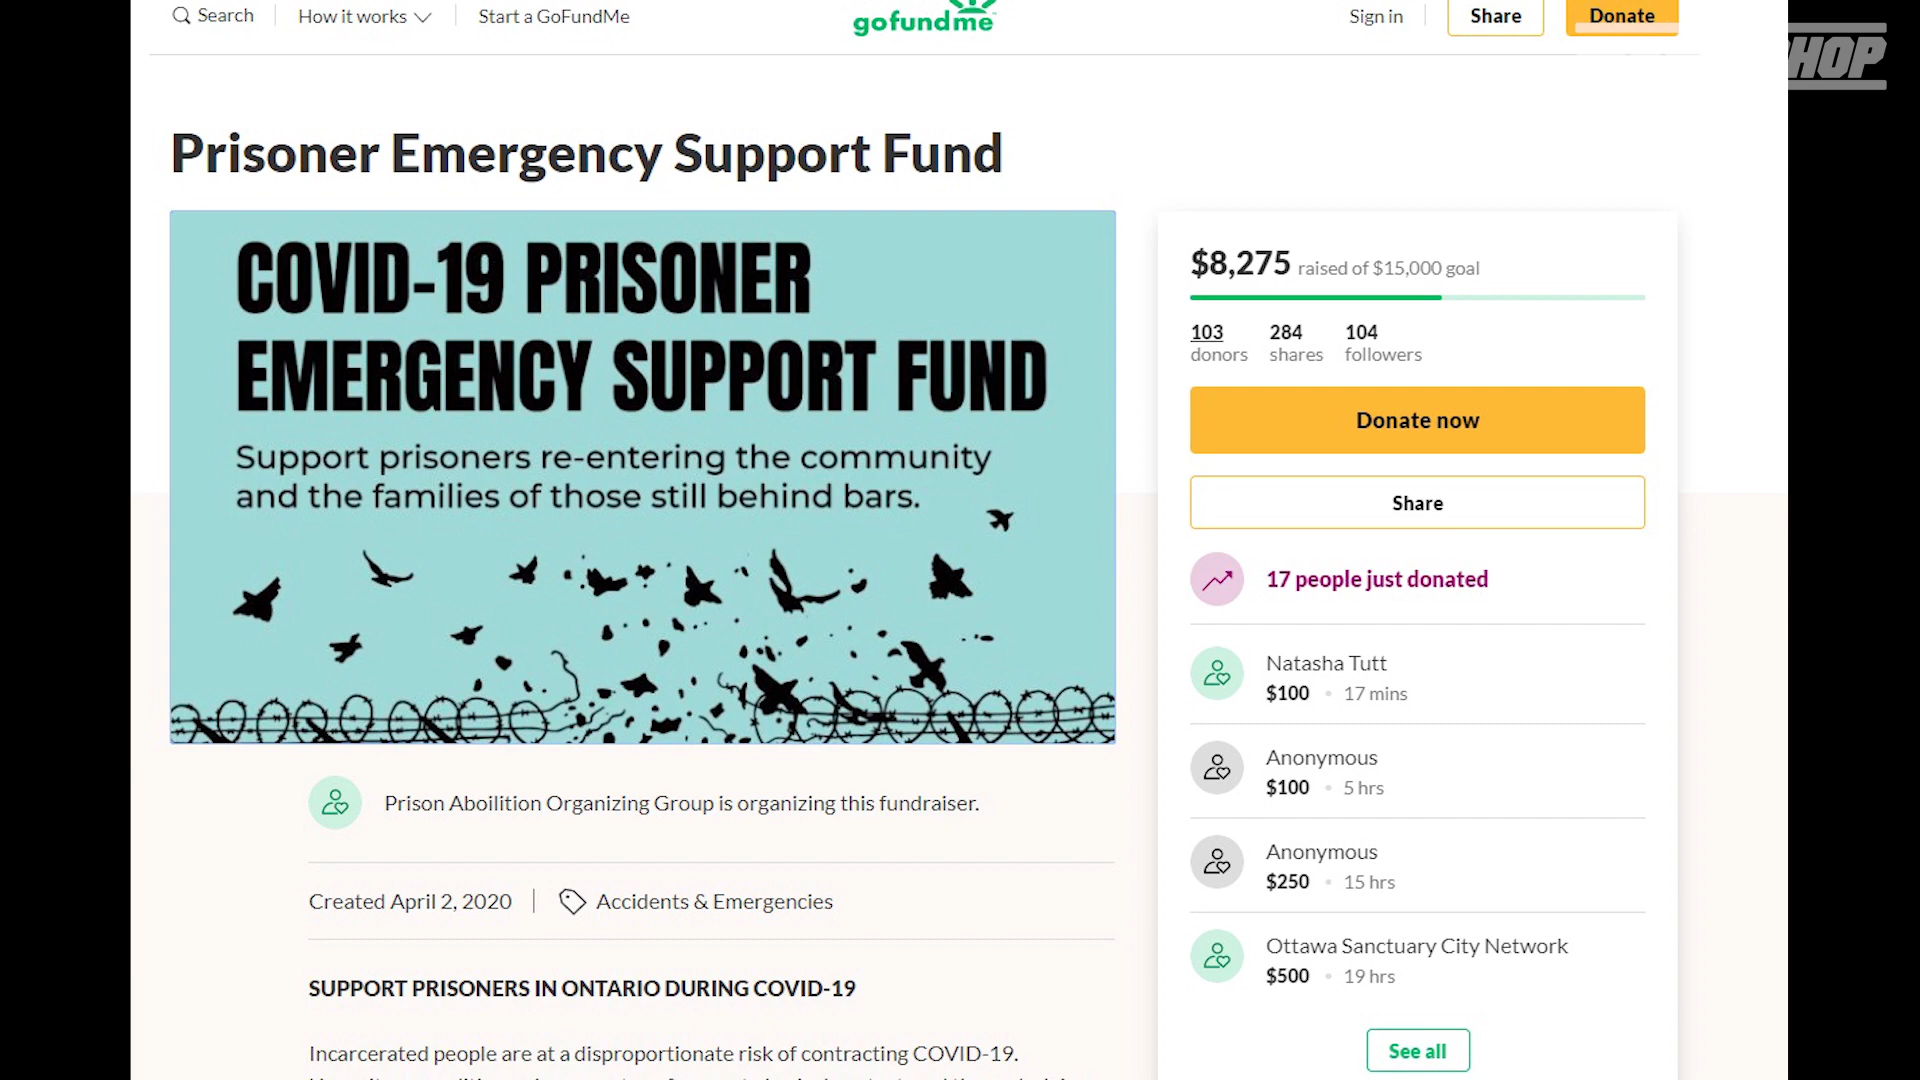 Search
How it works
Start a GoFundMe
gofundme
Sign in
Share
Donate
HOP
Prisoner Emergency Support Fund
COVID-19 PRISONER
EMERGENCY SUPPORT FUND
Support prisoners re-entering the community
and the families of those still behind bars.
Prison Aboilition Organizing Group is organizing this fundraiser.
Created April 2, 2020
Accidents & Emergencies
SUPPORT PRISONERS IN ONTARIO DURING COVID-19
Incarcerated people are at a disproportionate risk of contracting COVID-19.
$8,275 raised of $15,000 goal
103 284 104
donors shares followers
Donate now
Share
17 people just donated
Natasha Tutt
$100 • 17 mins
Anonymous
$100 • 5 hrs
Anonymous
$250 • 15 hrs
Ottawa Sanctuary City Network
$500 • 19 hrs
See all